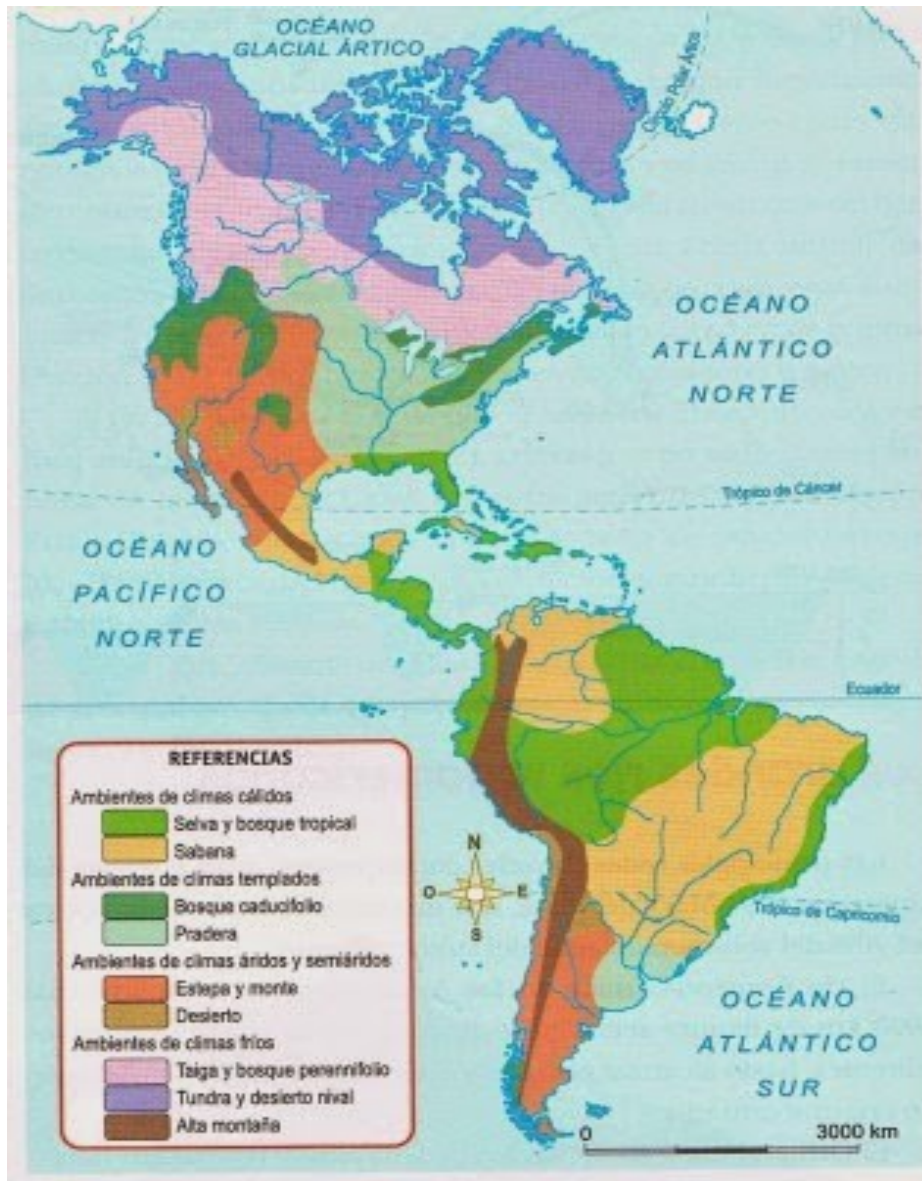 OCÉANO
GLACIAL ÁRTICO
Círculo Polar Ártico
OCÉANO
ATLÁNTICO
NORTE
Trópico de Cáncer
OCÉANO
PACÍFICO
NORTE
Ecuador
REFERENCIAS
Ambientes de climas cálidos
Selva y bosque tropical
Sabana
Ambientes de climas templados
Bosque caducifolio
Pradera
Ambientes de climas áridos y semiáridos
Estepa y monte
Desierto
Ambientes de climas fríos
Taiga y bosque perennifolio
Tundra y desierto nival
Alta montaña
N
O
E
S
Trópico de Capricornio
OCÉANO
ATLÁNTICO
SUR
0
3000 km